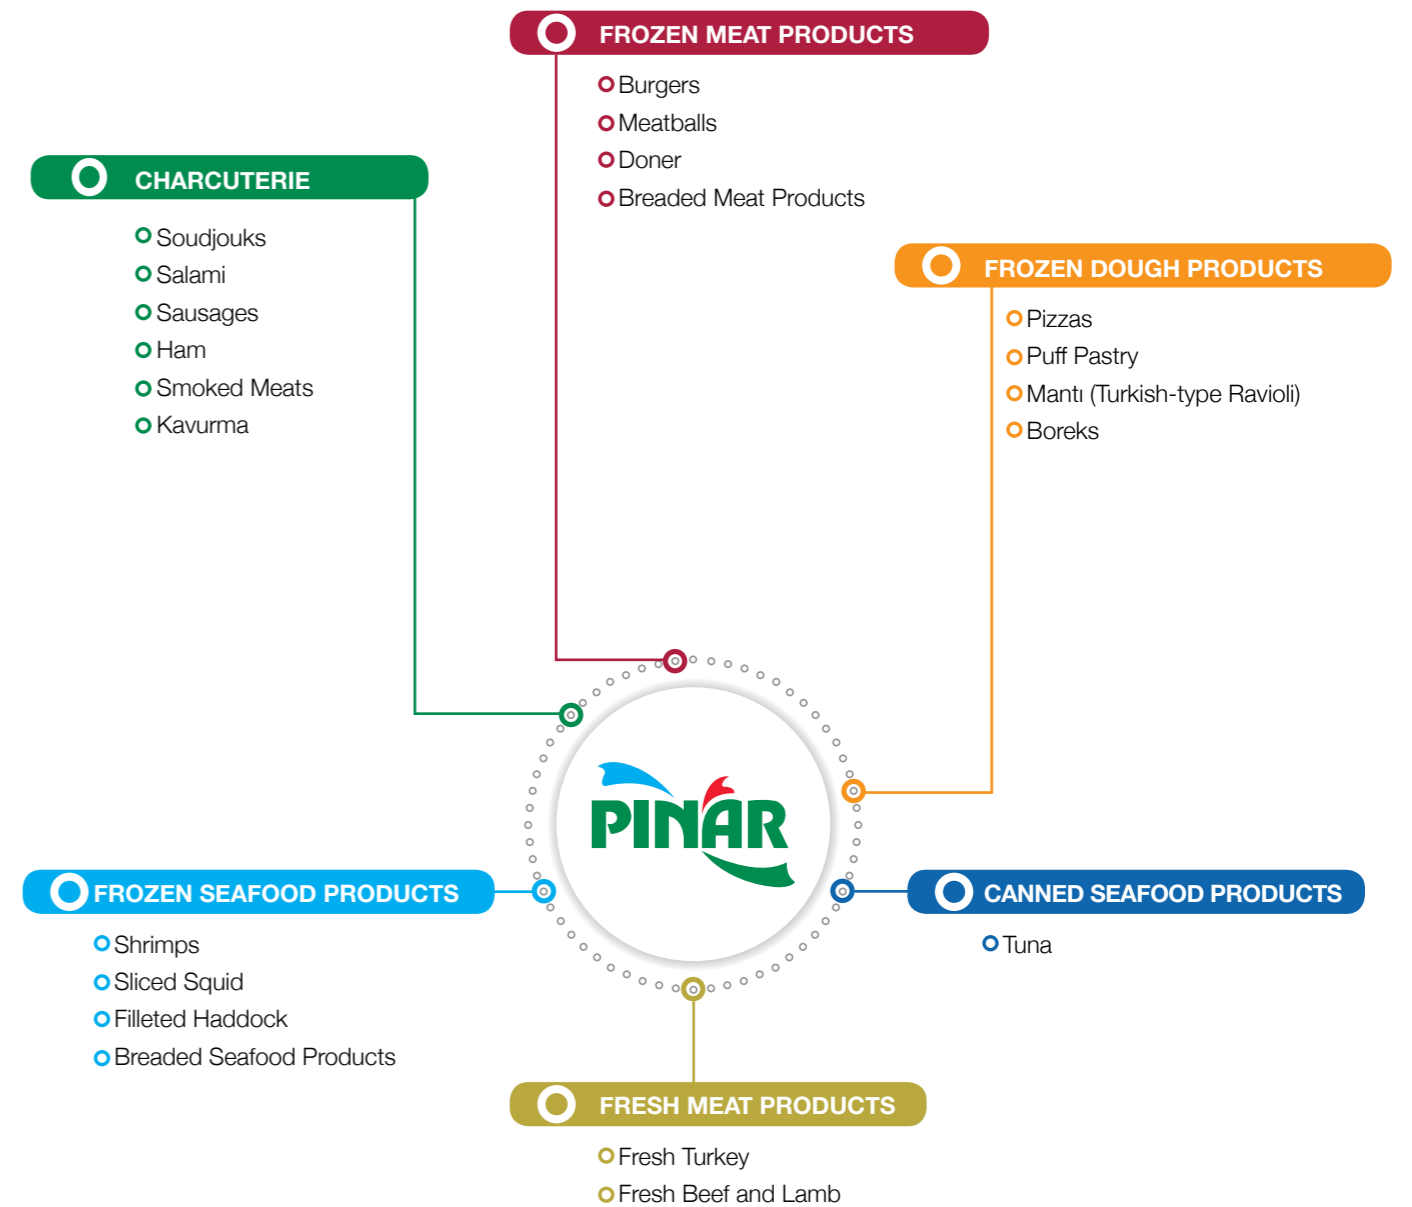 FROZEN MEAT PRODUCTS
Burgers
Meatballs
Doner
Breaded Meat Products
CHARCUTERIE
Soudjouks
Salami
Sausages
Ham
Smoked Meats
Kavurma
FROZEN DOUGH PRODUCTS
Pizzas
Puff Pastry
Mantı (Turkish-type Ravioli)
Boreks
PINAR
FROZEN SEAFOOD PRODUCTS
Shrimps
Sliced Squid
Filleted Haddock
Breaded Seafood Products
CANNED SEAFOOD PRODUCTS
Tuna
FRESH MEAT PRODUCTS
Fresh Turkey
Fresh Beef and Lamb